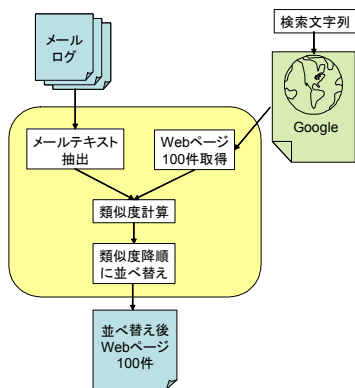 メール
ログ
検索文字列
Google
メールテキスト
抽出
Webページ
100件取得
類似度計算
類似度降順
に並べ替え
並べ替え後
Webページ
100件